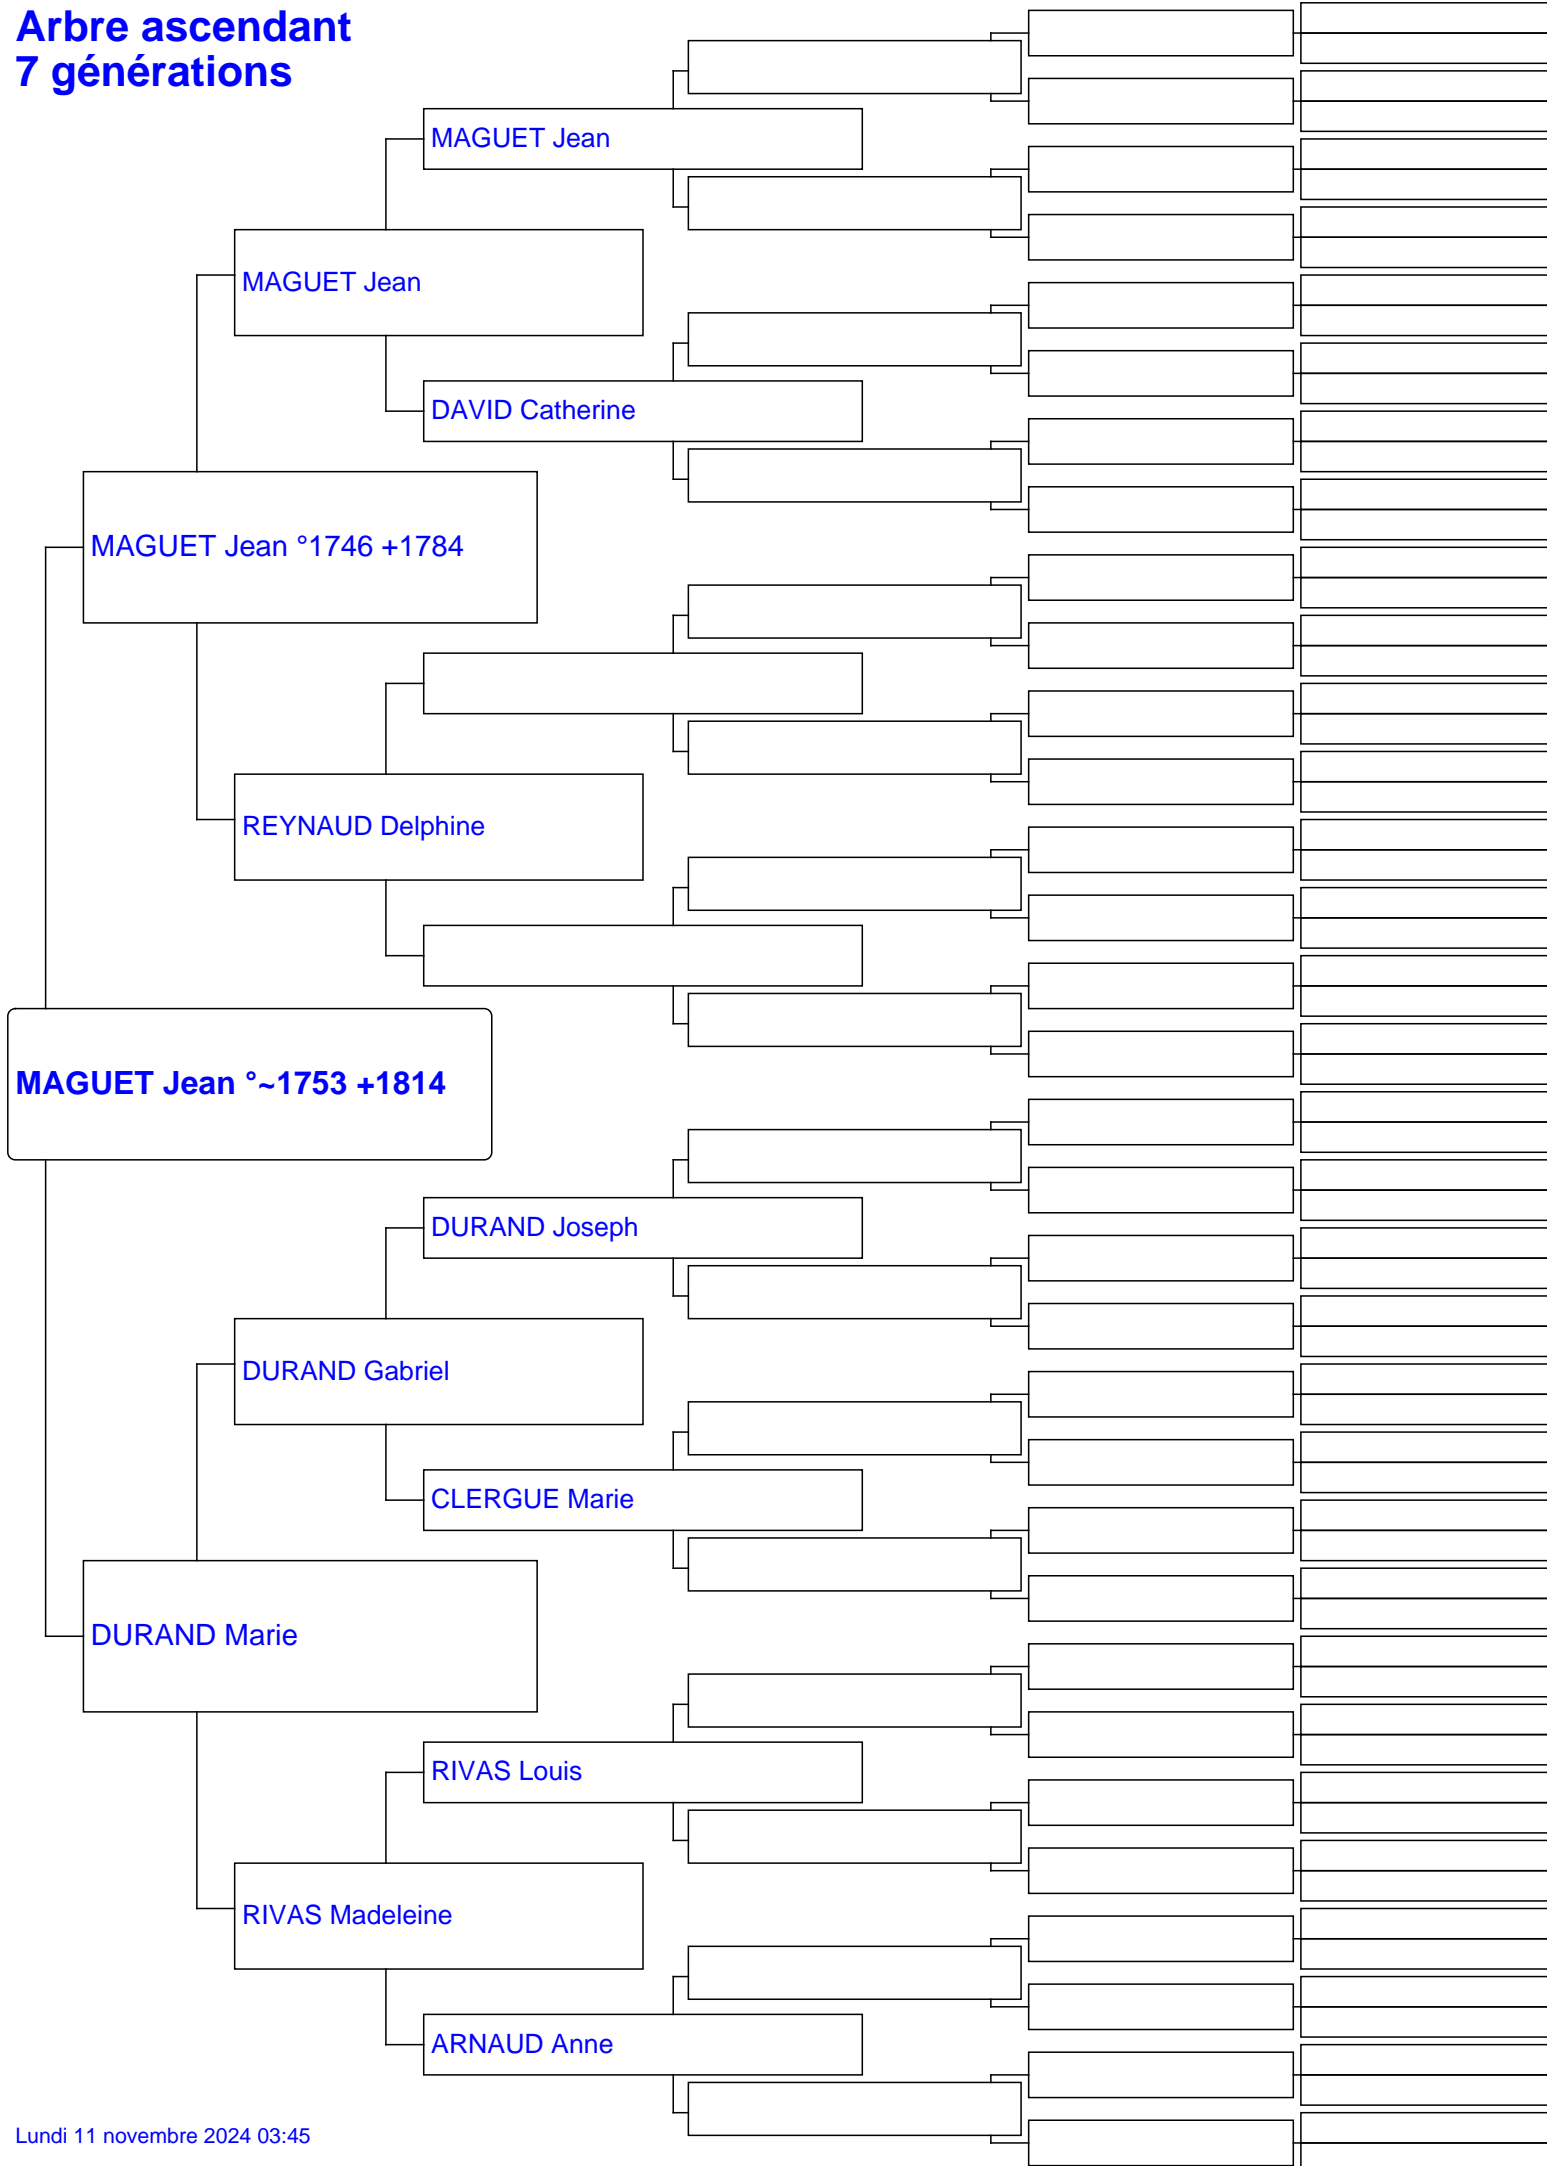 Arbre ascendant
7 générations
MAGUET Jean
MAGUET Jean
DAVID Catherine
MAGUET Jean °1746 +1784
REYNAUD Delphine
MAGUET Jean °~1753 +1814
DURAND Joseph
DURAND Gabriel
CLERGUE Marie
DURAND Marie
RIVAS Louis
RIVAS Madeleine
ARNAUD Anne
Lundi 11 novembre 2024 03:45